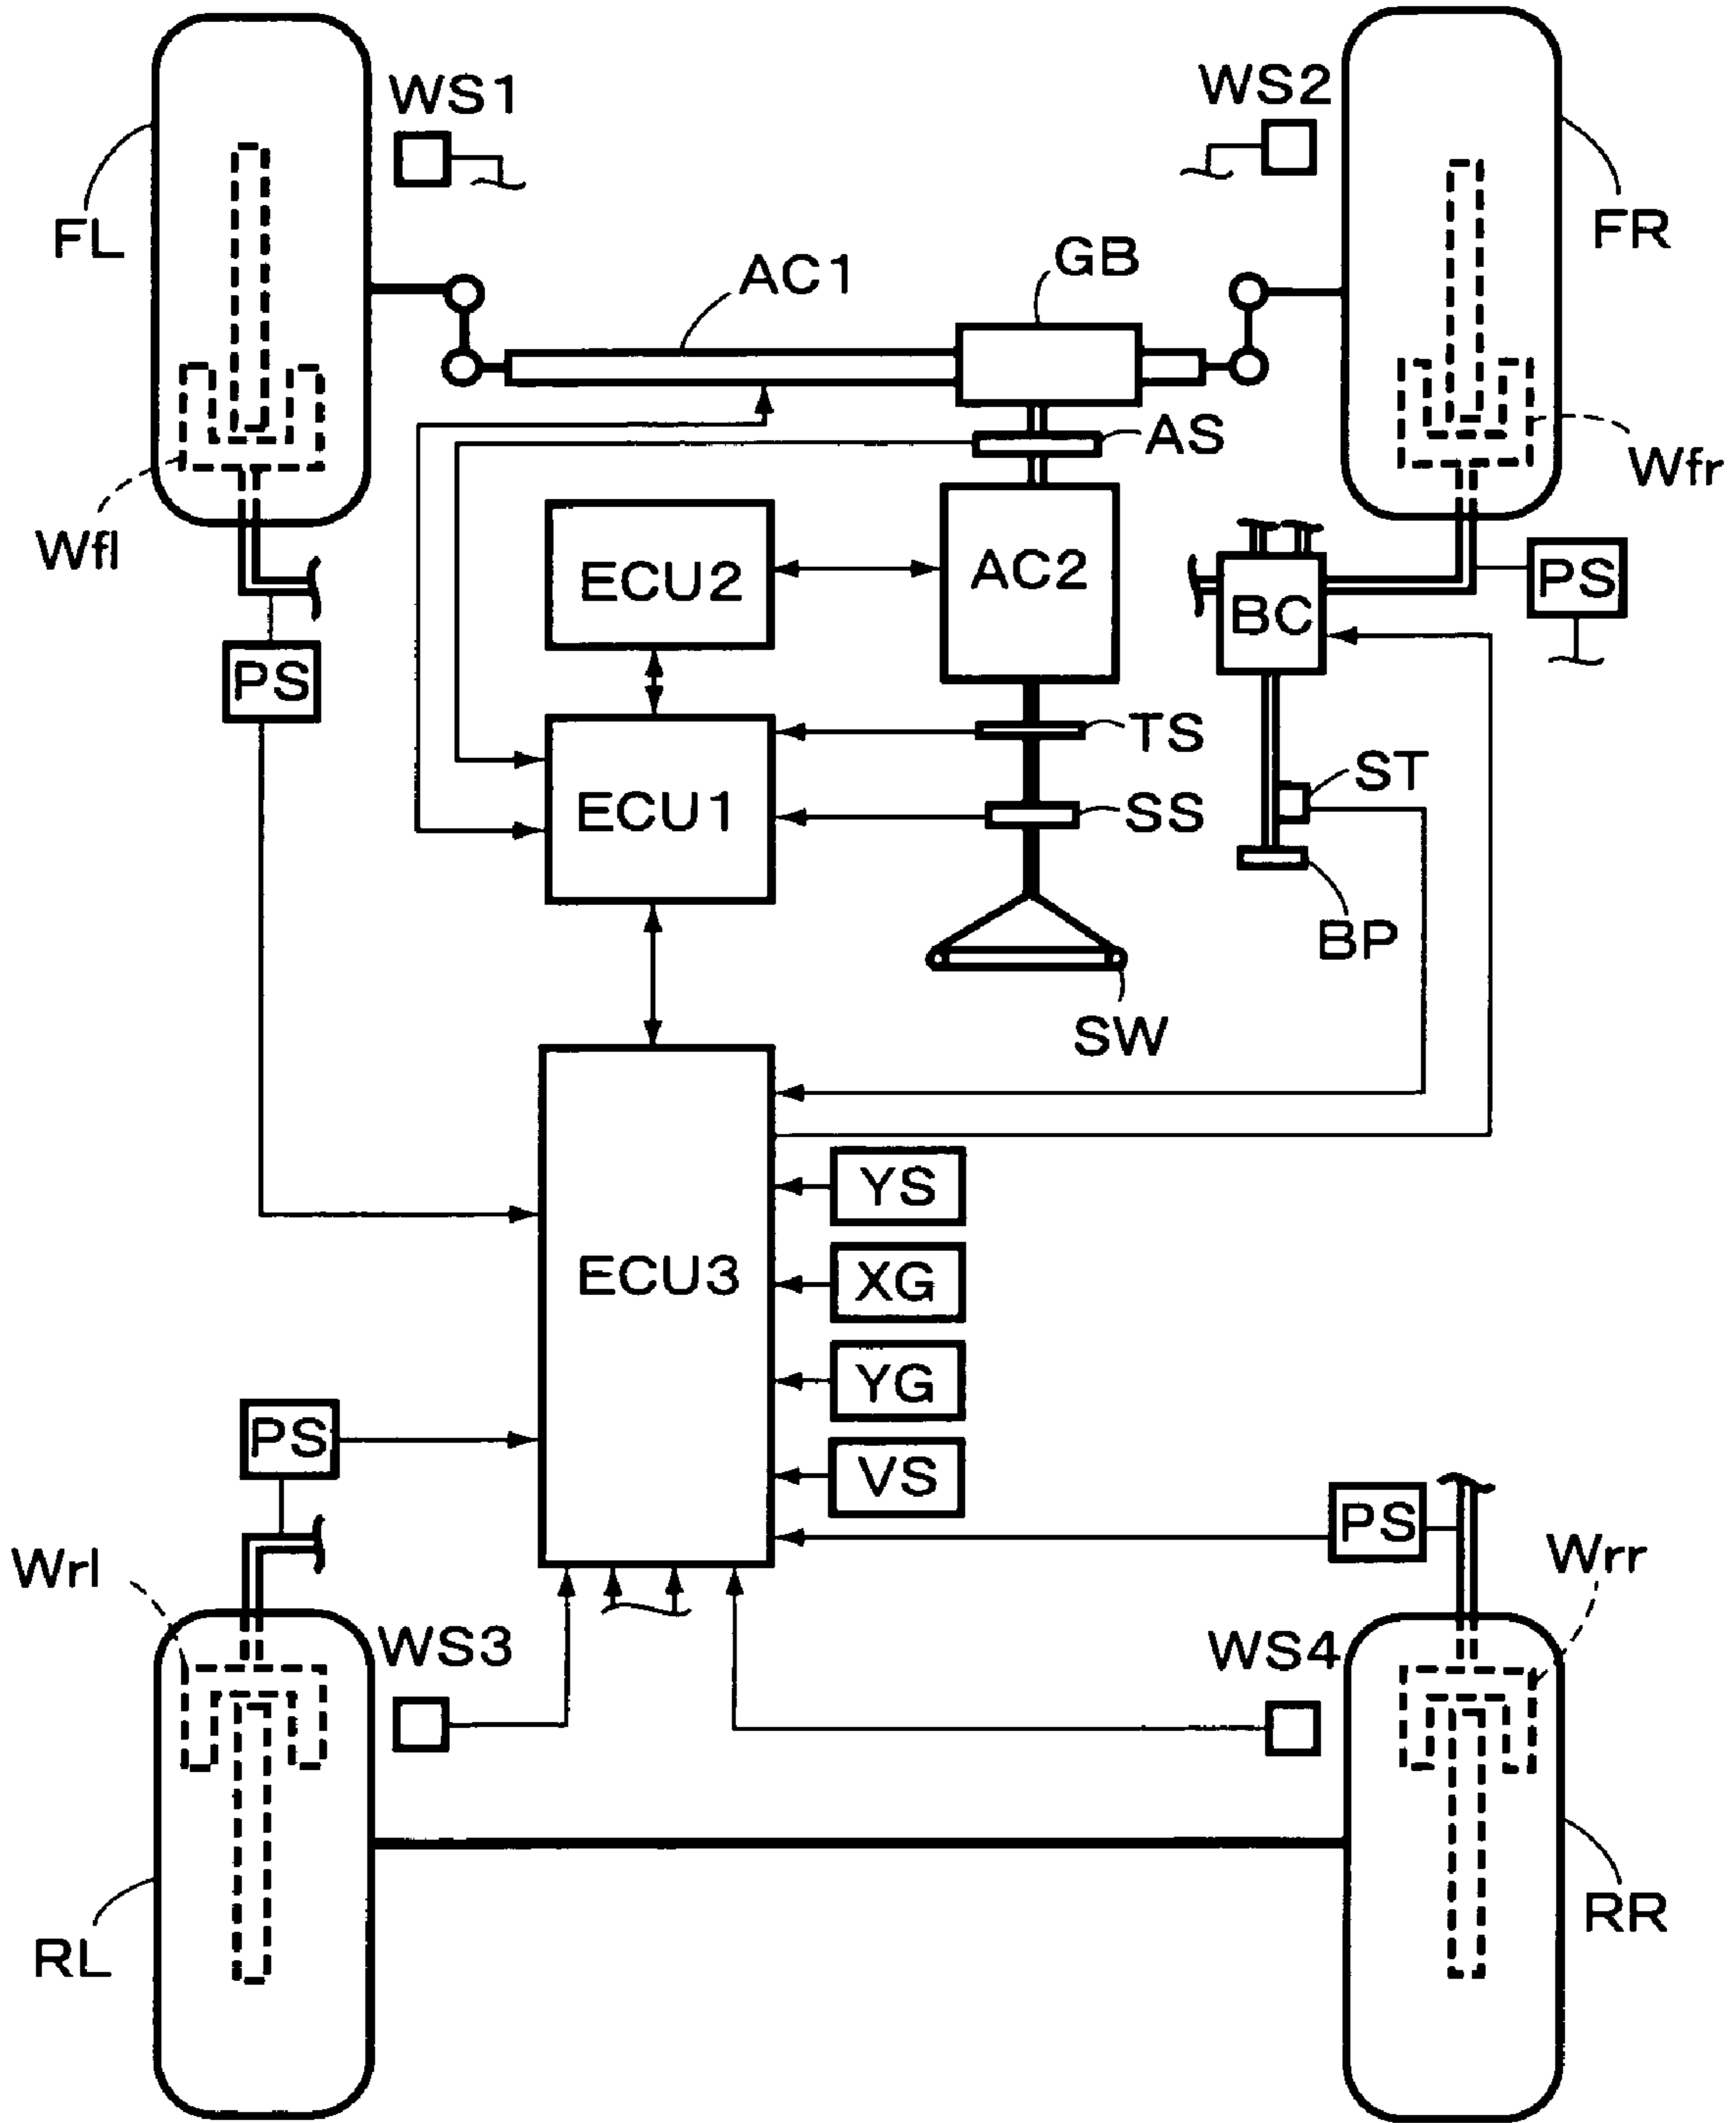 WS1
WS2
FL
FR
AC1
GB
AS
Wfl
Wfr
ECU2
AC2
BC
PS
PS
TS
ST
ECU1
SS
BP
SW
YS
ECU3
XG
YG
PS
VS
PS
Wrl
Wrr
WS3
WS4
RL
RR